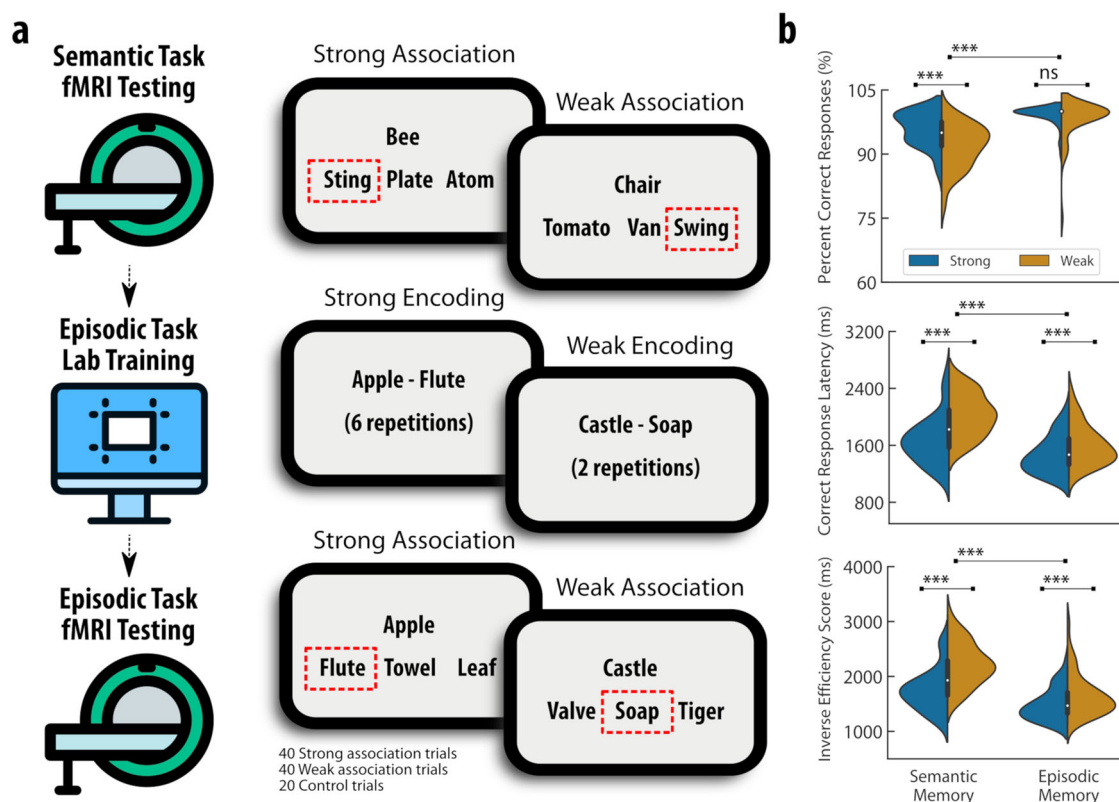 a
Semantic Task
fMRI Testing
Episodic Task
Lab Training
Episodic Task
fMRI Testing
Strong Association
Bee
Sting Plate Atom
Weak Association
Chair
Tomato Van Swing
Strong Encoding
Apple - Flute
(6 repetitions)
Weak Encoding
Castle - Soap
(2 repetitions)
Strong Association
Apple
Flute Towel Leaf
Weak Association
Castle
Valve Soap Tiger
40 Strong association trials
40 Weak association trials
20 Control trials
b
***
*** ns
Percent Correct Responses (%)
105
90
75
60
Strong Weak
***
*** ***
Correct Response Latency (ms)
3200
2400
1600
800
***
*** ***
Inverse Efficiency Score (ms)
4000
3000
2000
1000
Semantic
Memory
Episodic
Memory